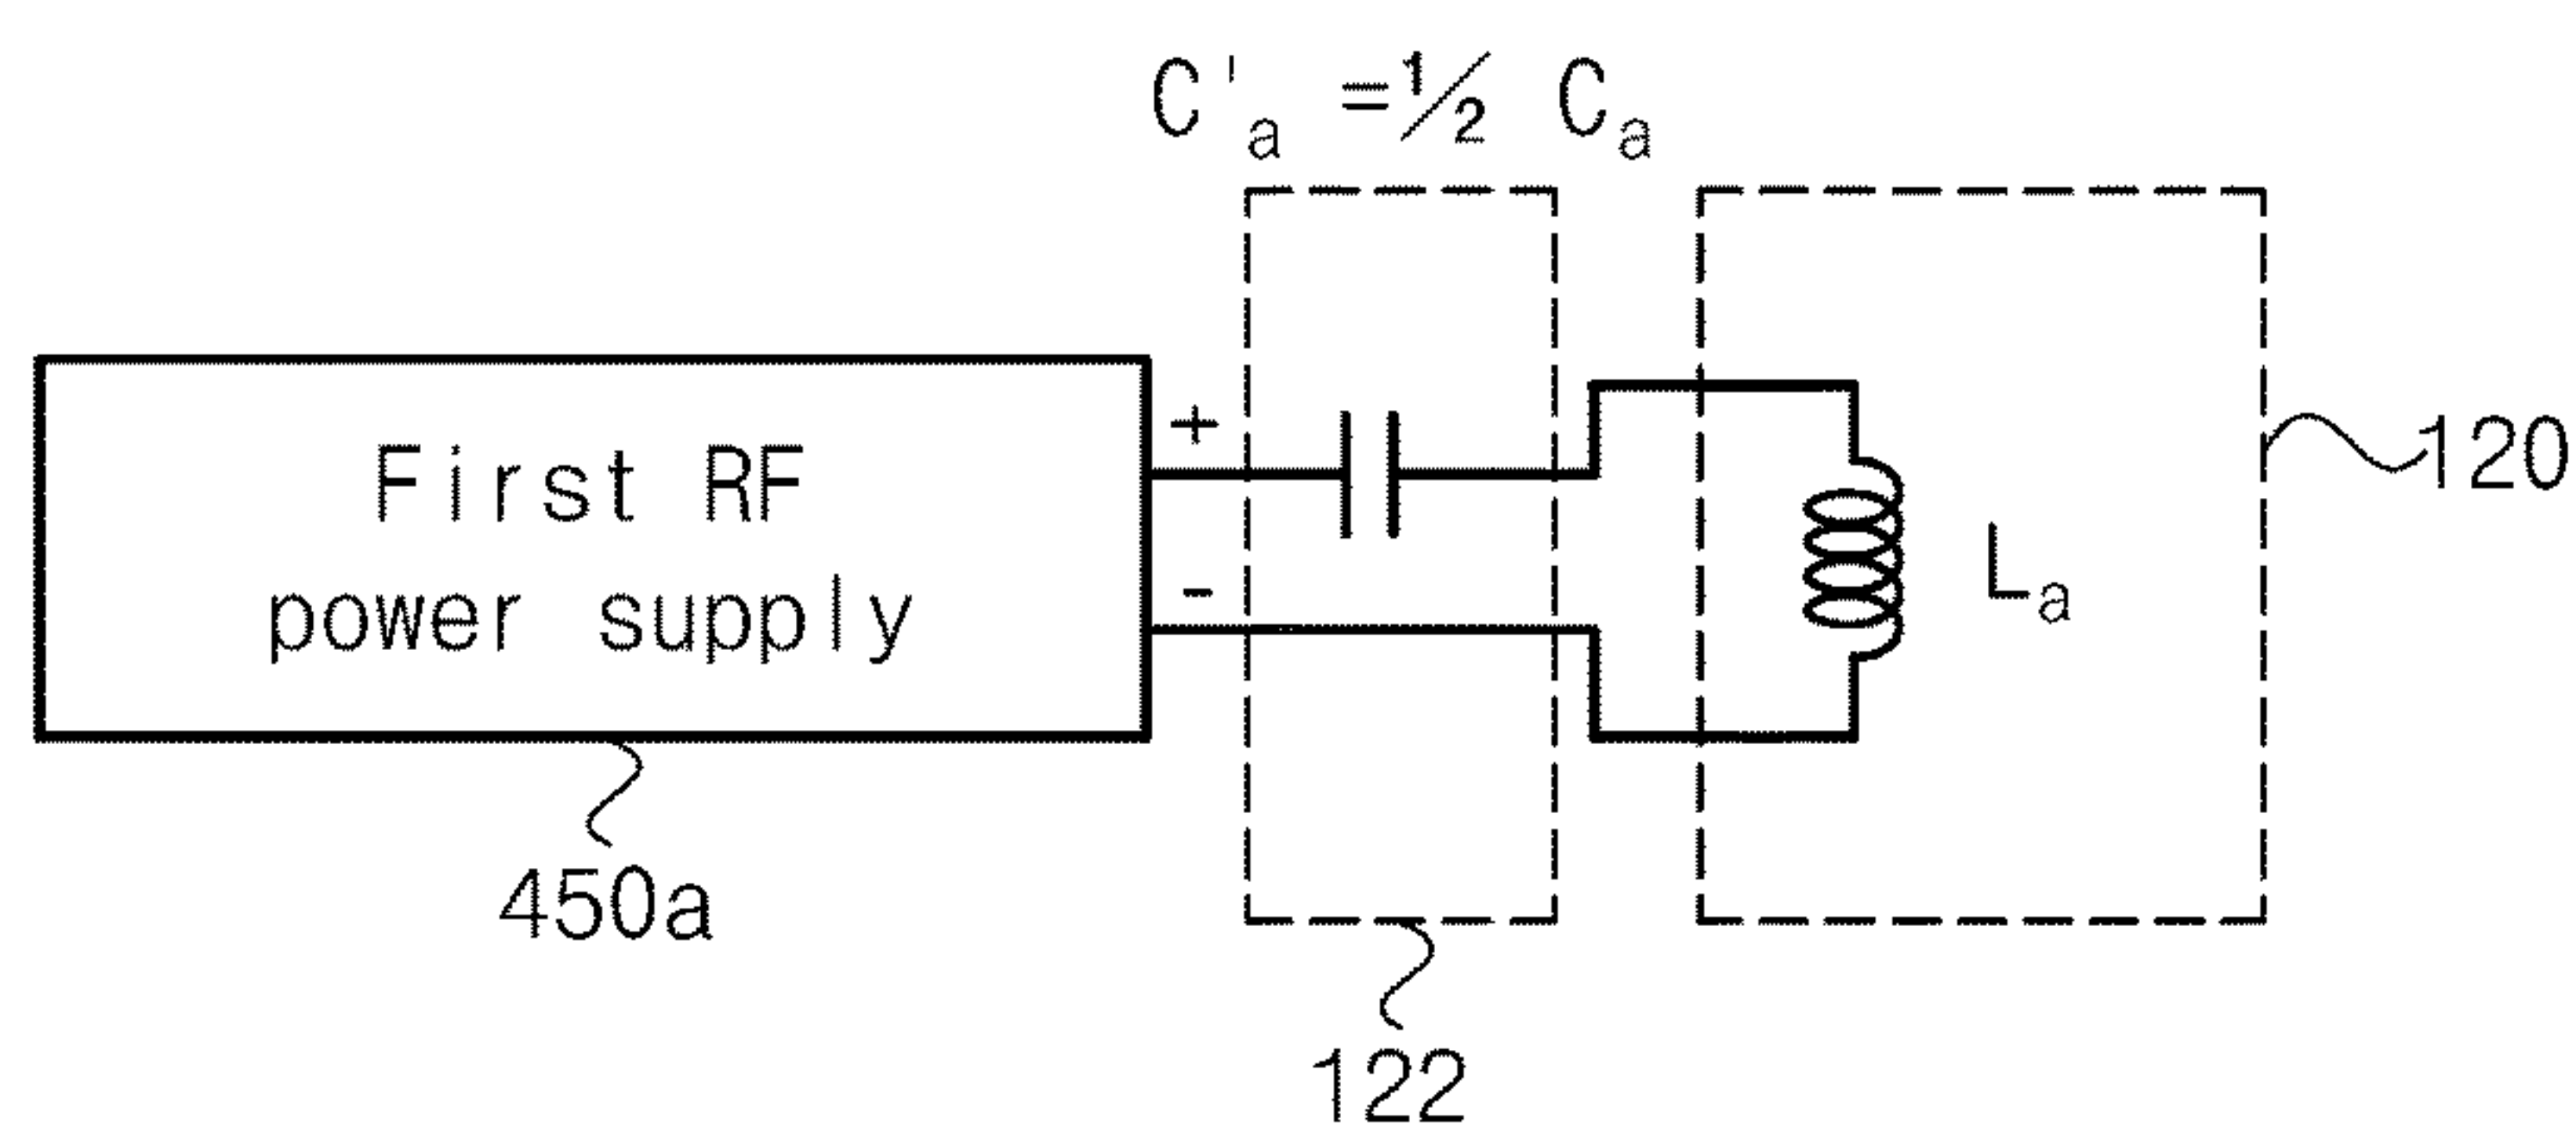 C'a =½ Ca
+
First RF
power supply
-
120
La
450a
122